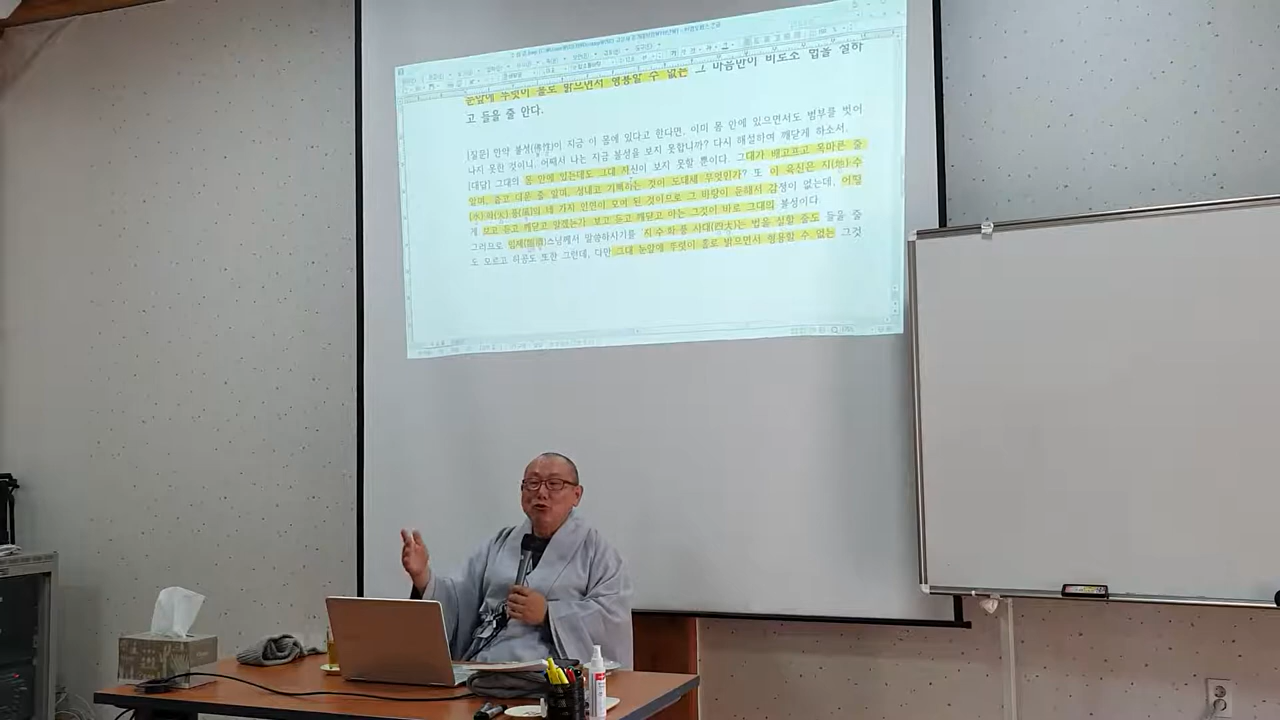 눈앞에 뚜렷이 홀로 밝으면서 형용할 수 없는 그 마음만이 비로소 법을 설하
고 들을 줄 안다.
[질문] 만약 불성(佛性)이 지금 이 몸에 있다고 한다면, 이미 몸 안에 있으면서도 범부를 벗어
나지 못한 것이니, 어째서 나는 지금 불성을 보지 못합니까? 다시 해설하여 깨닫게 하소서.
[대답] 그대의 몸 안에 있는데도 그대 자신이 보지 못할 뿐이다. 그대가 배고프고 목마른 줄
알며, 춥고 더운 줄 알며, 성내고 기뻐하는 것이 도대체 무엇인가? 또 이 육신은 지(地) 수
(水) 화(火) 풍(風)의 네 가지 인연이 모여 된 것이므로 그 바탕이 둔해서 감정이 없는데, 어떻
게 보고 듣고 깨닫고 알겠는가? 보고 듣고 깨닫고 아는 그것이 바로 그대의 불성이다.
그러므로 임제(臨濟)스님께서 말씀하시기를 지 수 화 풍 사대(四大)는 법을 설할 줄도 들을 줄
도 모르고 허공도 또한 그런데, 다만 그대 눈앞에 뚜렷이 홀로 밝으면서 형용할 수 없는 그것